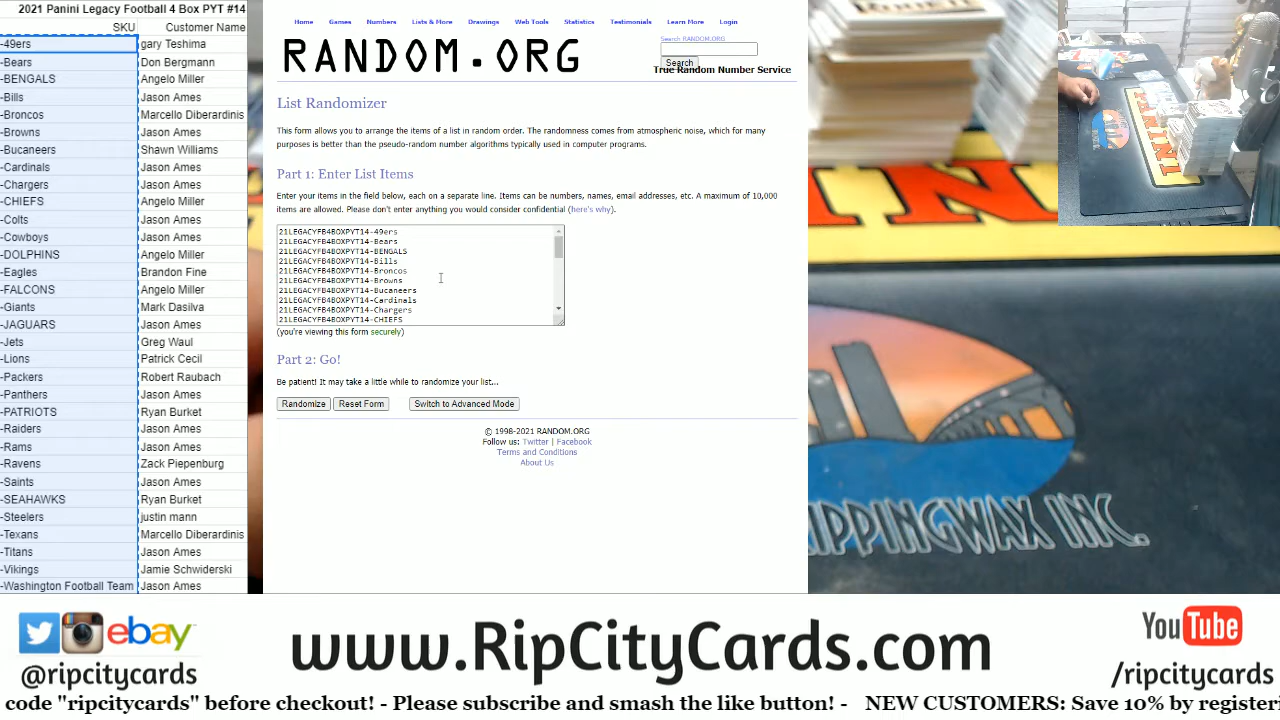 2021 Panini Legacy Football 4 Box PYT #14
SKU Customer Name
-49ers gary Teshima
-Bears Don Bergmann
-BENGALS Angelo Miller
-Bills Jason Ames
-Broncos Marcello Diberardinis
-Browns Jason Ames
-Bucaneers Shawn Williams
-Cardinals Jason Ames
-Chargers Jason Ames
-CHIEFS Angelo Miller
-Colts Jason Ames
-Cowboys Jason Ames
-DOLPHINS Angelo Miller
-Eagles Brandon Fine
-FALCONS Angelo Miller
-Giants Mark Dasilva
-JAGUARS Jason Ames
-Jets Greg Waul
-Lions Patrick Cecil
-Packers Robert Raubach
-Panthers Jason Ames
-PATRIOTS Ryan Burket
-Raiders Jason Ames
-Rams Jason Ames
-Ravens Zack Piepenburg
-Saints Jason Ames
-SEAHAWKS Ryan Burket
-Steelers justin mann
-Texans Marcello Diberardinis
-Titans Jason Ames
-Vikings Jamie Schwiderski
-Washington Football Team Jason Ames
Home Games Numbers Lists & More Drawings Web Tools Statistics Testimonials Learn More Login
RANDOM.ORG
Search RANDOM.ORG
Search
True Random Number Service
List Randomizer
This form allows you to arrange the items of a list in random order. The randomness comes from atmospheric noise, which for many
purposes is better than the pseudo-random number algorithms typically used in computer programs.
Part 1: Enter List Items
Enter your items in the field below, each on a separate line. Items can be numbers, names, email addresses, etc. A maximum of 10,000
items are allowed. Please don't enter anything you would consider confidential (here's why).
21LEGACYFB4BOXPYT14-49ers
21LEGACYFB4BOXPYT14-Bears
21LEGACYFB4BOXPYT14-BENGALS
21LEGACYFB4BOXPYT14-Bills
21LEGACYFB4BOXPYT14-Broncos
21LEGACYFB4BOXPYT14-Browns
21LEGACYFB4BOXPYT14-Bucaneers
21LEGACYFB4BOXPYT14-Cardinals
21LEGACYFB4BOXPYT14-Chargers
21LEGACYFB4BOXPYT14-CHIEFS
(you're viewing this form securely)
Part 2: Go!
Be patient! It may take a little while to randomize your list...
Randomize Reset Form Switch to Advanced Mode
© 1998-2021 RANDOM.ORG
Follow us: Twitter | Facebook
Terms and Conditions
About Us
RIPPINGWAX INC.
ebay
@ripcitycards
www.RipCityCards.com
YouTube
/ripcitycards
code "ripcitycards" before checkout! - Please subscribe and smash the like button! - NEW CUSTOMERS: Save 10% by register